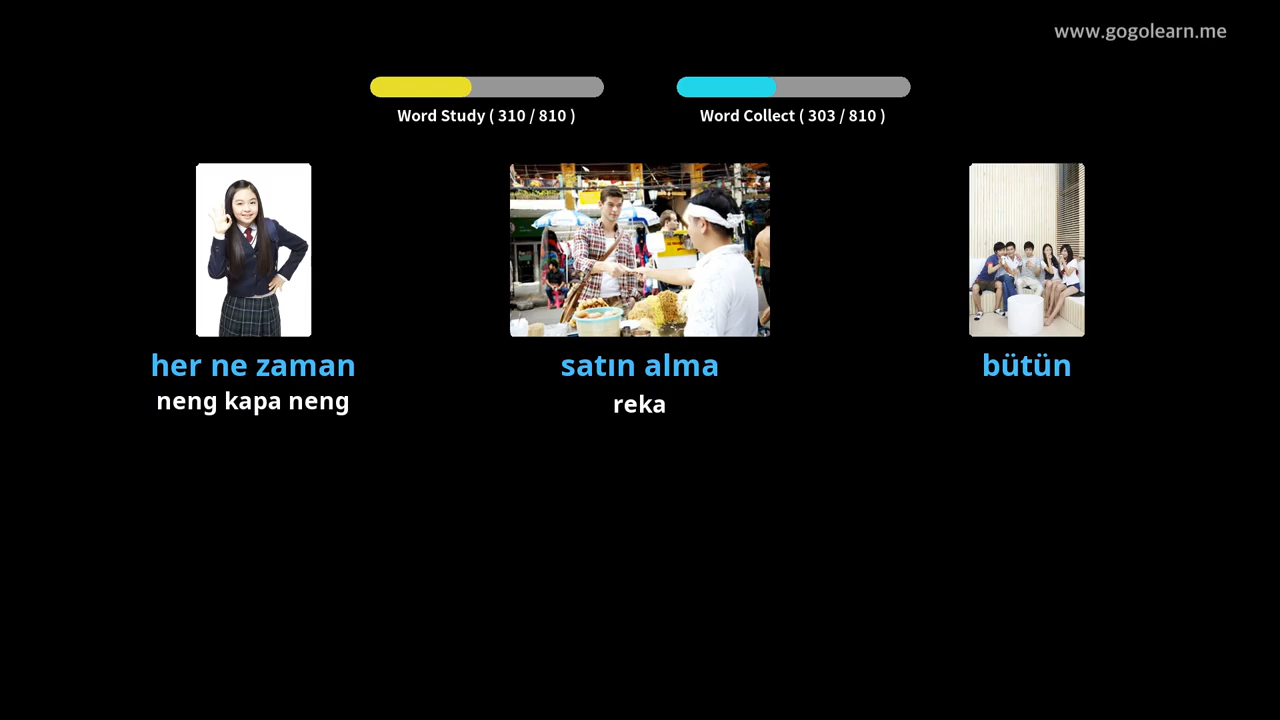 www.gogolearn.me
Word Study ( 310 / 810 )
Word Collect ( 303 / 810 )
her ne zaman
neng kapa neng
satın alma
reka
bütün